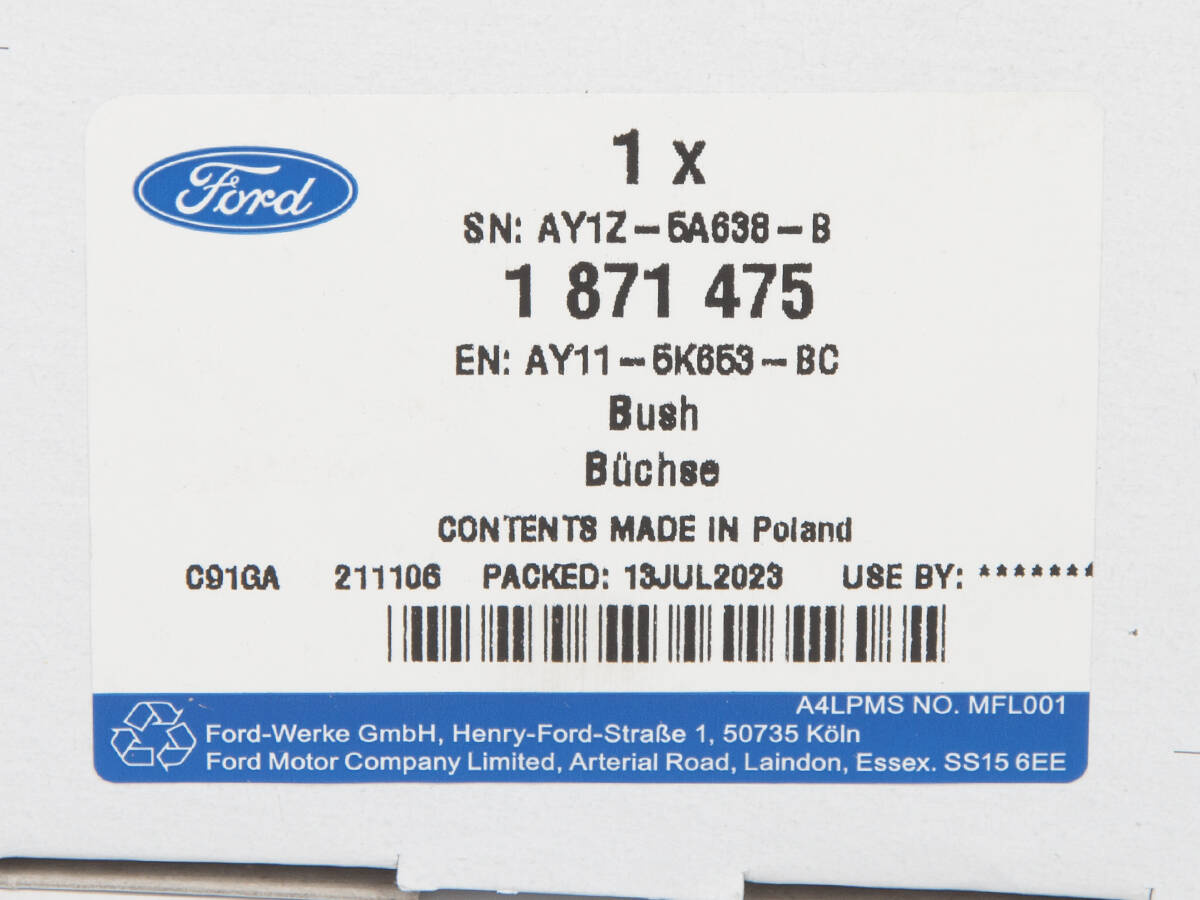 Ford
1 x
SN: AY1Z-5A638-B
1 871 475
EN: AY11-5K653-BC
Bush
Büchse
CONTENTS MADE IN Poland
C91GA 211106 PACKED: 13JUL2023 USE BY: *******
A4LPMS NO. MFL001
Ford-Werke GmbH, Henry-Ford-Straße 1, 50735 Köln
Ford Motor Company Limited, Arterial Road, Laindon, Essex. SS15 6EE